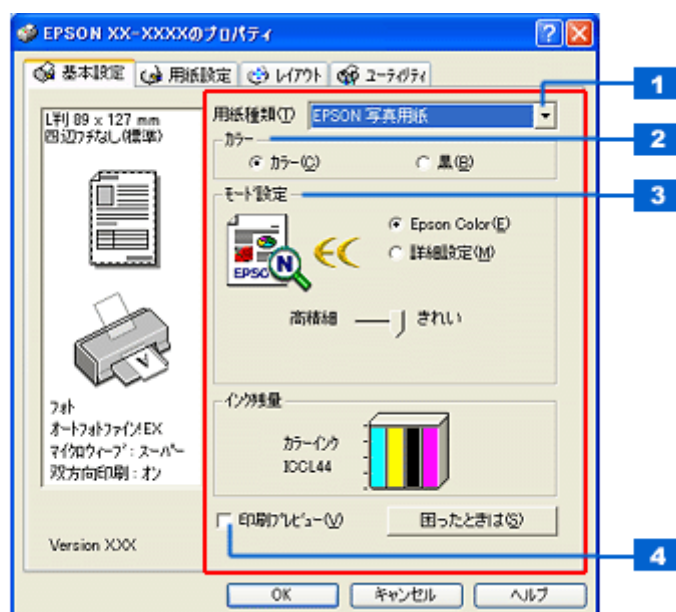 EPSON XX-XXXXのプロパティ
基本設定
用紙設定
レイアウト
ユーティリティ
L判 89 x 127 mm
四辺フチなし(標準)
フォト
オートフォトファイン!EX
マイクロウィーブ : スーパー
双方向印刷 : オン
Version XXX
用紙種類(T)
EPSON 写真用紙
カラー
カラー(C)
黒(B)
モード設定
EPSO
N
Epson Color(E)
詳細設定(M)
高精細
きれい
インク残量
カラーインク
ICCL44
印刷プレビュー(V)
困ったときは(S)
OK
キャンセル
ヘルプ
1
2
3
4